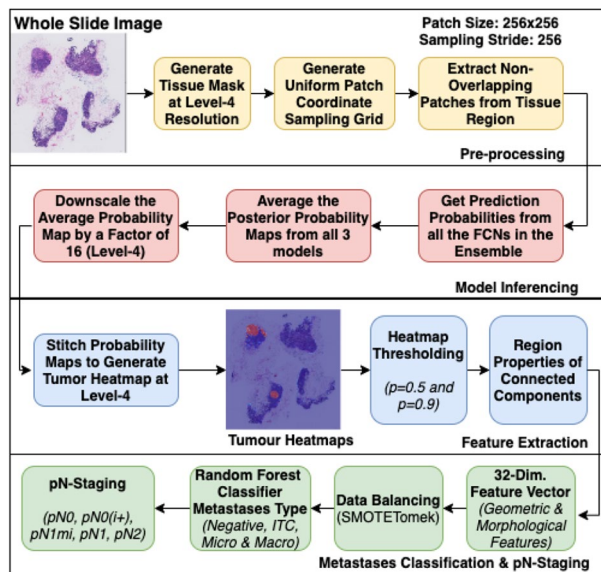 Whole Slide Image
Patch Size: 256x256
Sampling Stride: 256
Generate
Tissue Mask
at Level-4
Resolution
Generate
Uniform Patch
Coordinate
Sampling Grid
Extract Non-
Overlapping
Patches from Tissue
Region
Pre-processing
Downscale the
Average Probability
Map by a Factor of
16 (Level-4)
Average the
Posterior Probability
Maps from all 3
models
Get Prediction
Probabilities from
all the FCNs in the
Ensemble
Model Inferencing
Stitch Probability
Maps to Generate
Tumor Heatmap at
Level-4
Tumour Heatmaps
Heatmap
Thresholding
(p=0.5 and
p=0.9)
Region
Properties of
Connected
Components
Feature Extraction
pN-Staging
(pN0, pN0(i+),
pN1mi, pN1, pN2)
Random Forest
Classifier
Metastases Type
(Negative, ITC,
Micro & Macro)
Data Balancing
(SMOTETomek)
32-Dim.
Feature Vector
(Geometric &
Morphological
Features)
Metastases Classification & pN-Staging